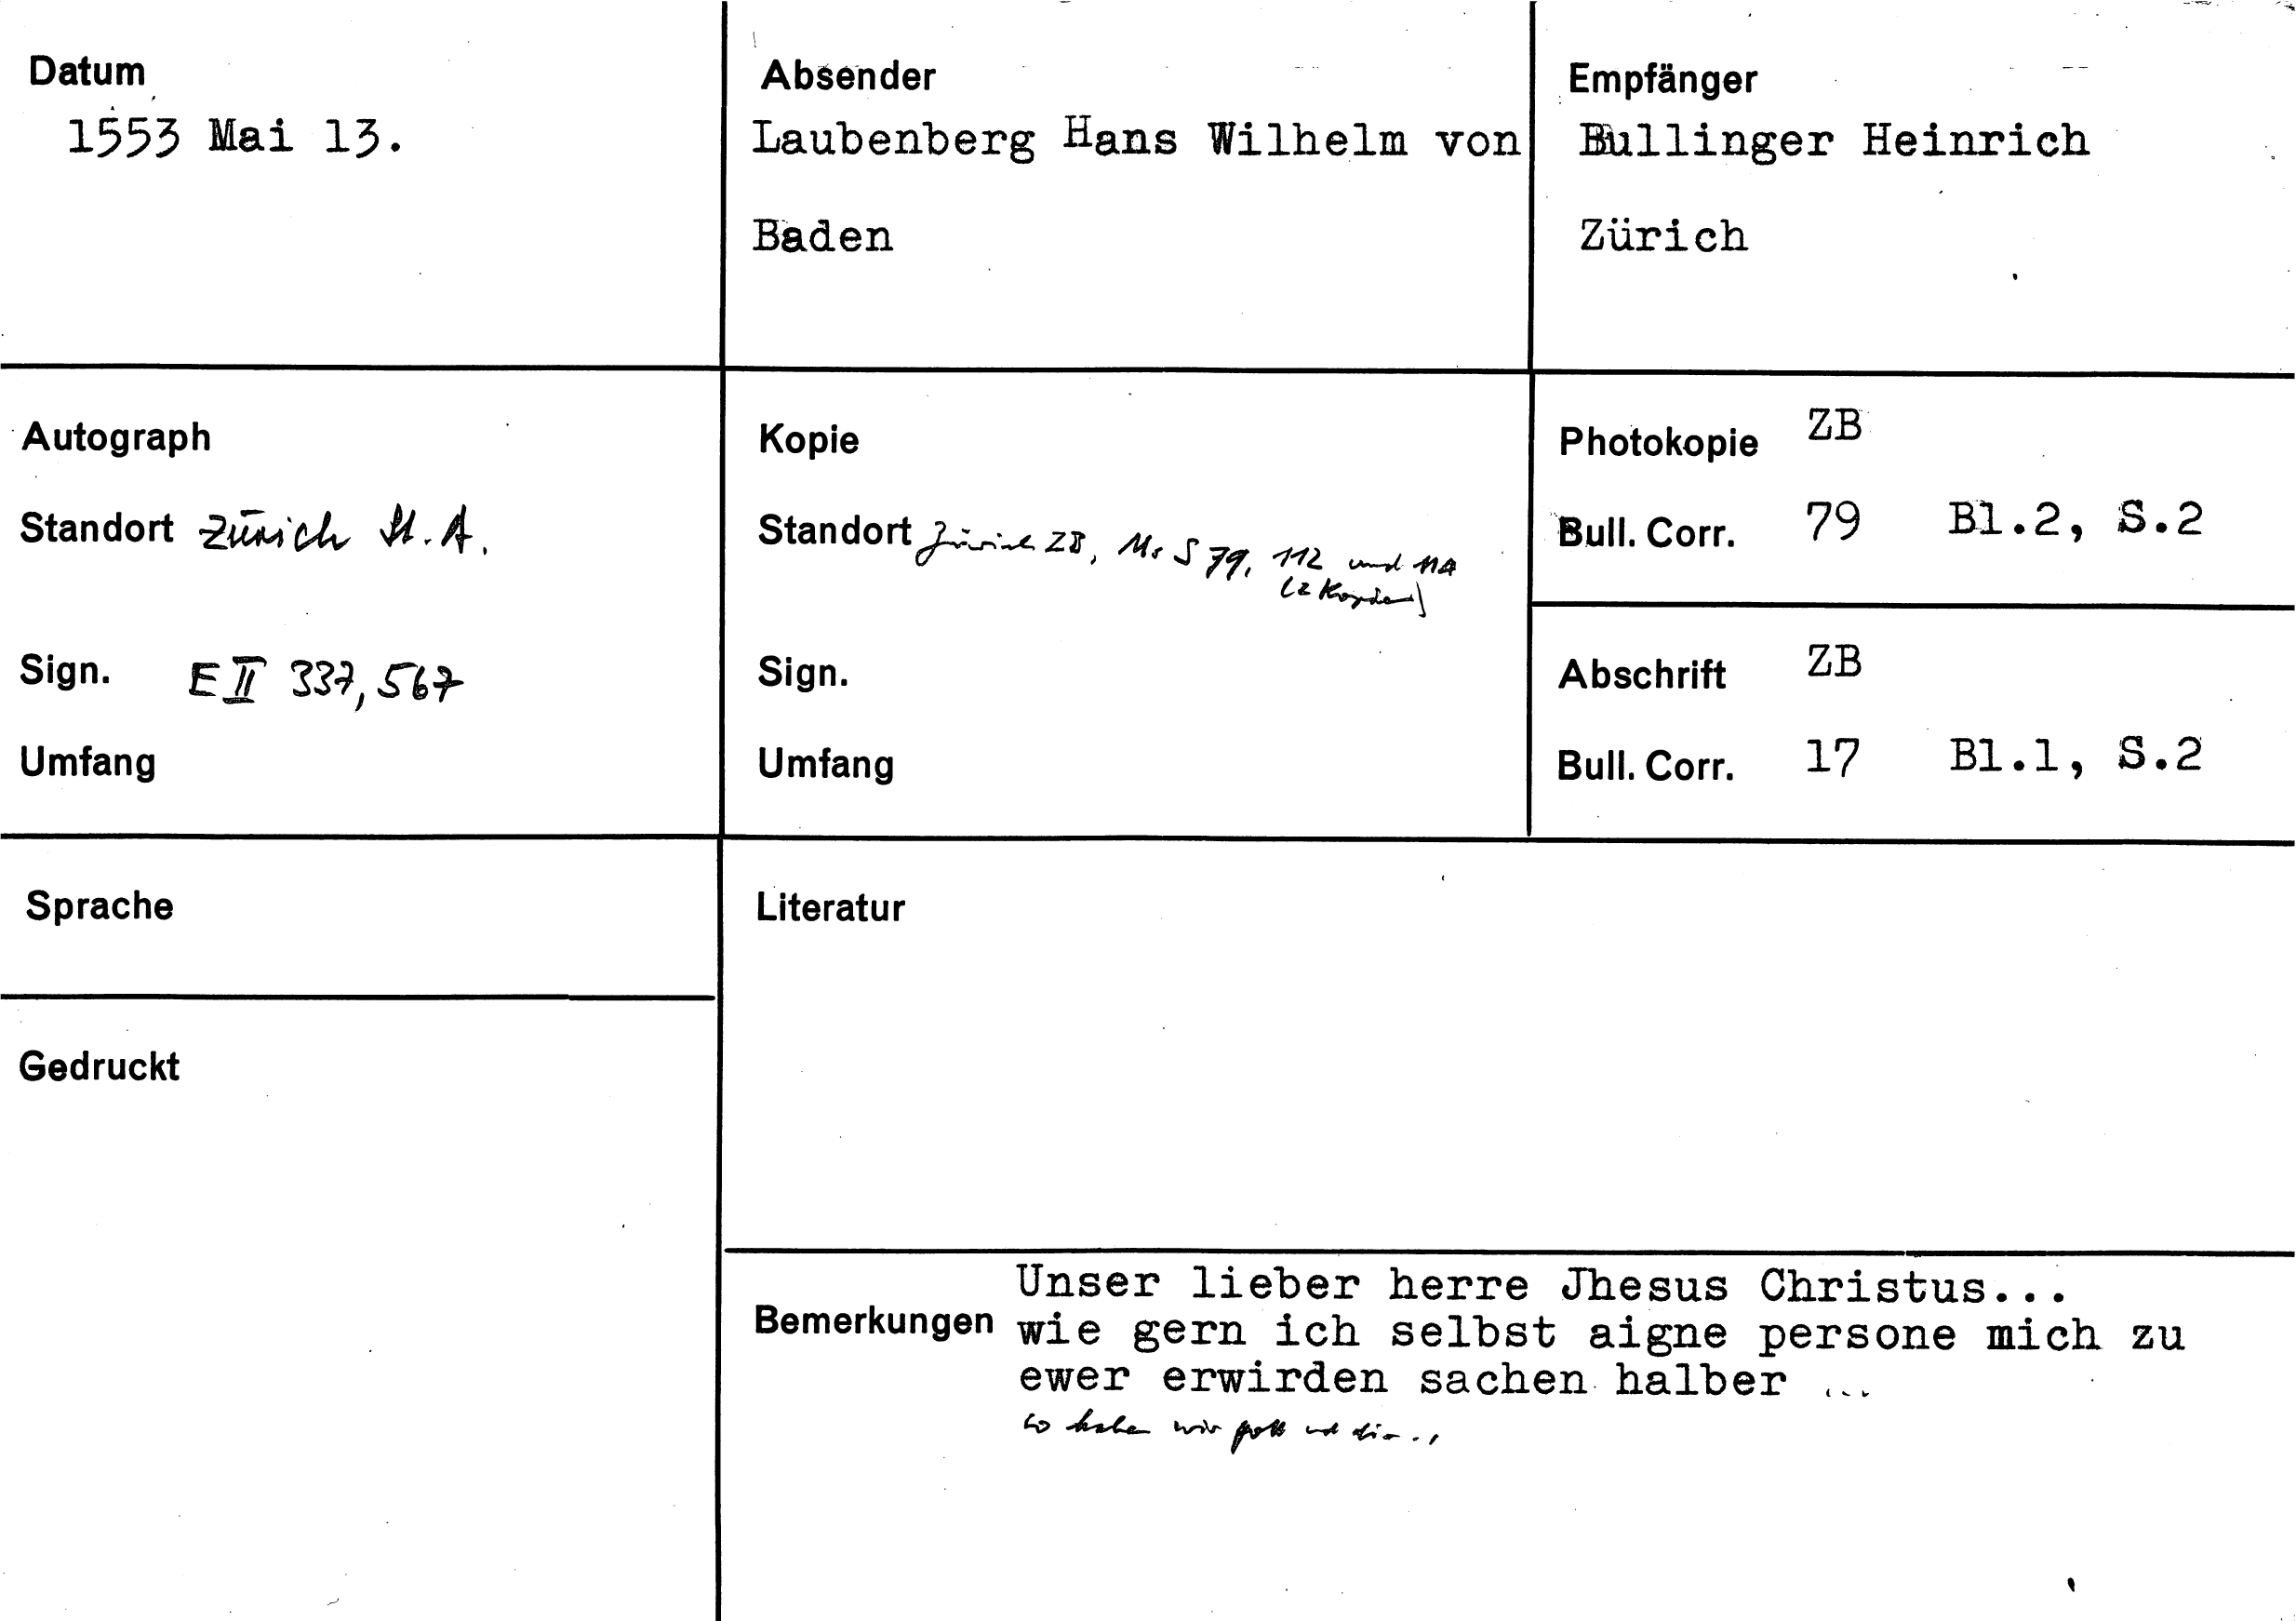 Datum
1553 Mai 13.
Absender
Laubenberg Hans Wilhelm von
Baden
Empfänger
Bullinger Heinrich
Zürich
Autograph
Standort Zürich St. A.
Sign. E II 337, 567
Umfang
Kopie
Standort Zürich ZB, Ms S 79, 112 und 114
(2 Kopien)
Sign.
Umfang
Photokopie ZB
Bull. Corr. 79 Bl.2, S.2
Abschrift ZB
Bull. Corr. 17 Bl.1, S.2
Sprache
Gedruckt
Literatur
Bemerkungen
Unser lieber herre Jhesus Christus...
wie gern ich selbst aigne persone mich zu
ewer erwirden sachen halber ...
so haben wir gott